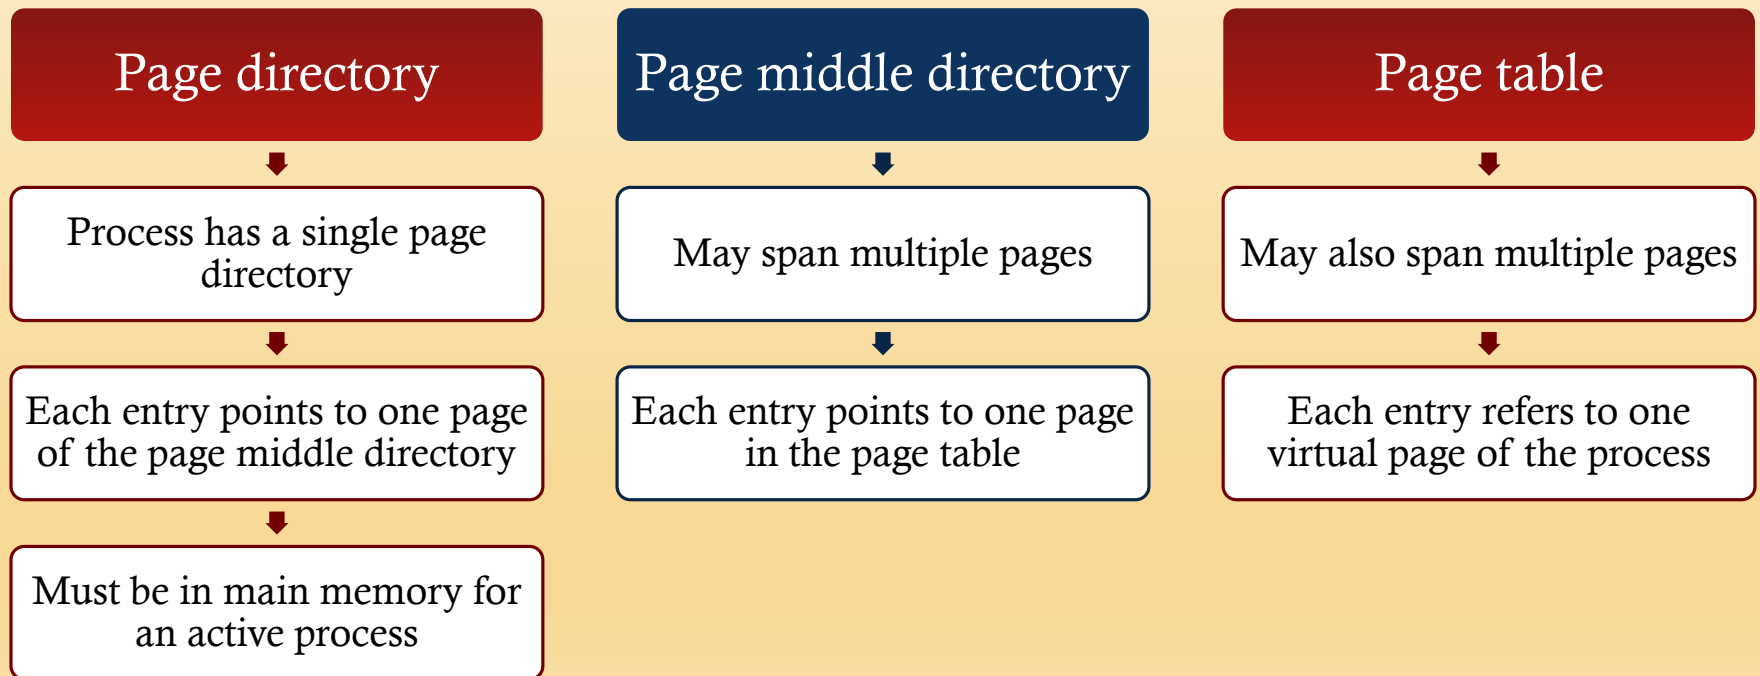 Page directory
Process has a single page
directory
Each entry points to one page
of the page middle directory
Must be in main memory for
an active process
Page middle directory
May span multiple pages
Each entry points to one page
in the page table
Page table
May also span multiple pages
Each entry refers to one
virtual page of the process